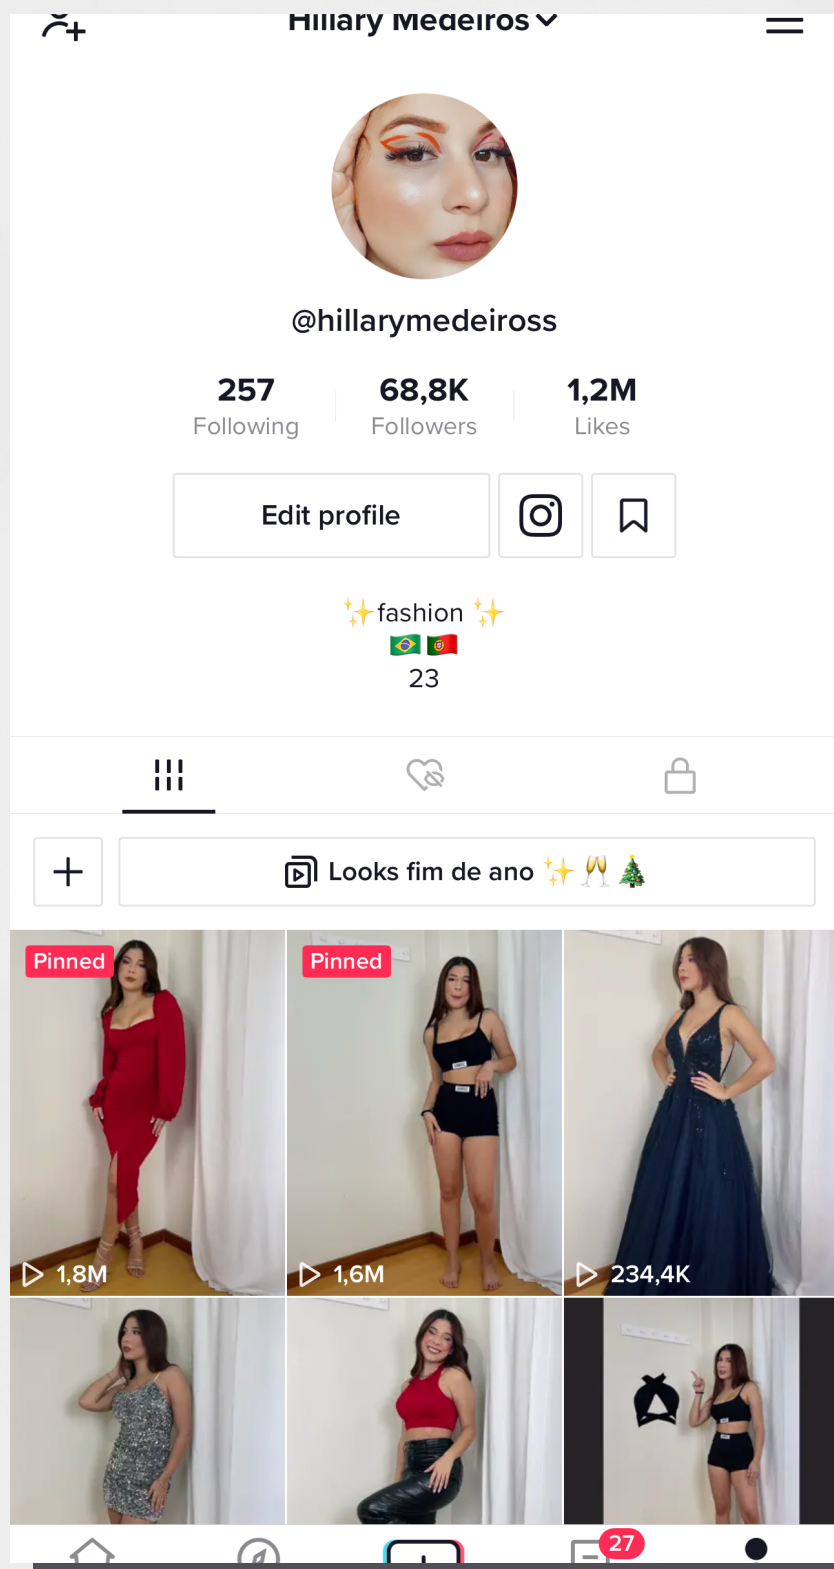 Hillary Medeiros
@hillarymedeiross
257 68,8K 1,2M
Following Followers Likes
Edit profile
✨fashion ✨
🇧🇷🇵🇹
23
Looks fim de ano ✨🥂🎄
Pinned Pinned
1,8M 1,6M 234,4K
27